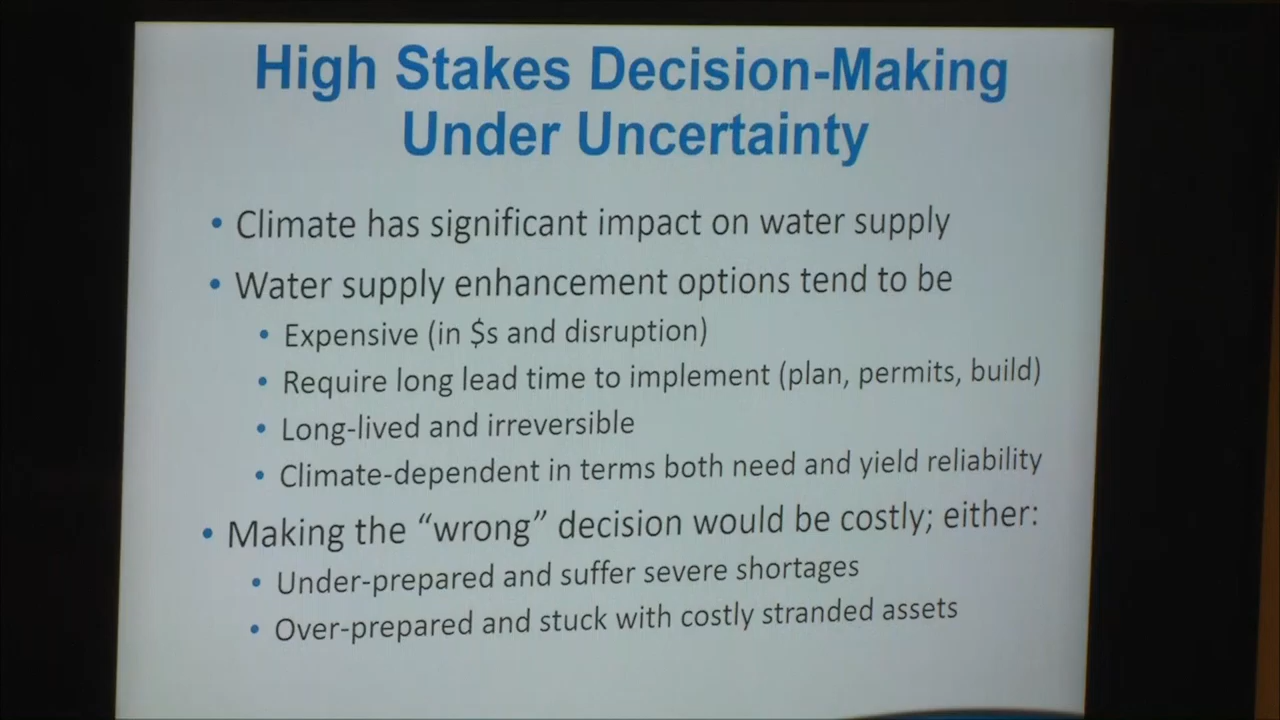 High Stakes Decision-Making
Under Uncertainty
• Climate has significant impact on water supply
• Water supply enhancement options tend to be
• Expensive (in $s and disruption)
• Require long lead time to implement (plan, permits, build)
• Long-lived and irreversible
• Climate-dependent in terms both need and yield reliability
• Making the “wrong” decision would be costly; either:
• Under-prepared and suffer severe shortages
• Over-prepared and stuck with costly stranded assets